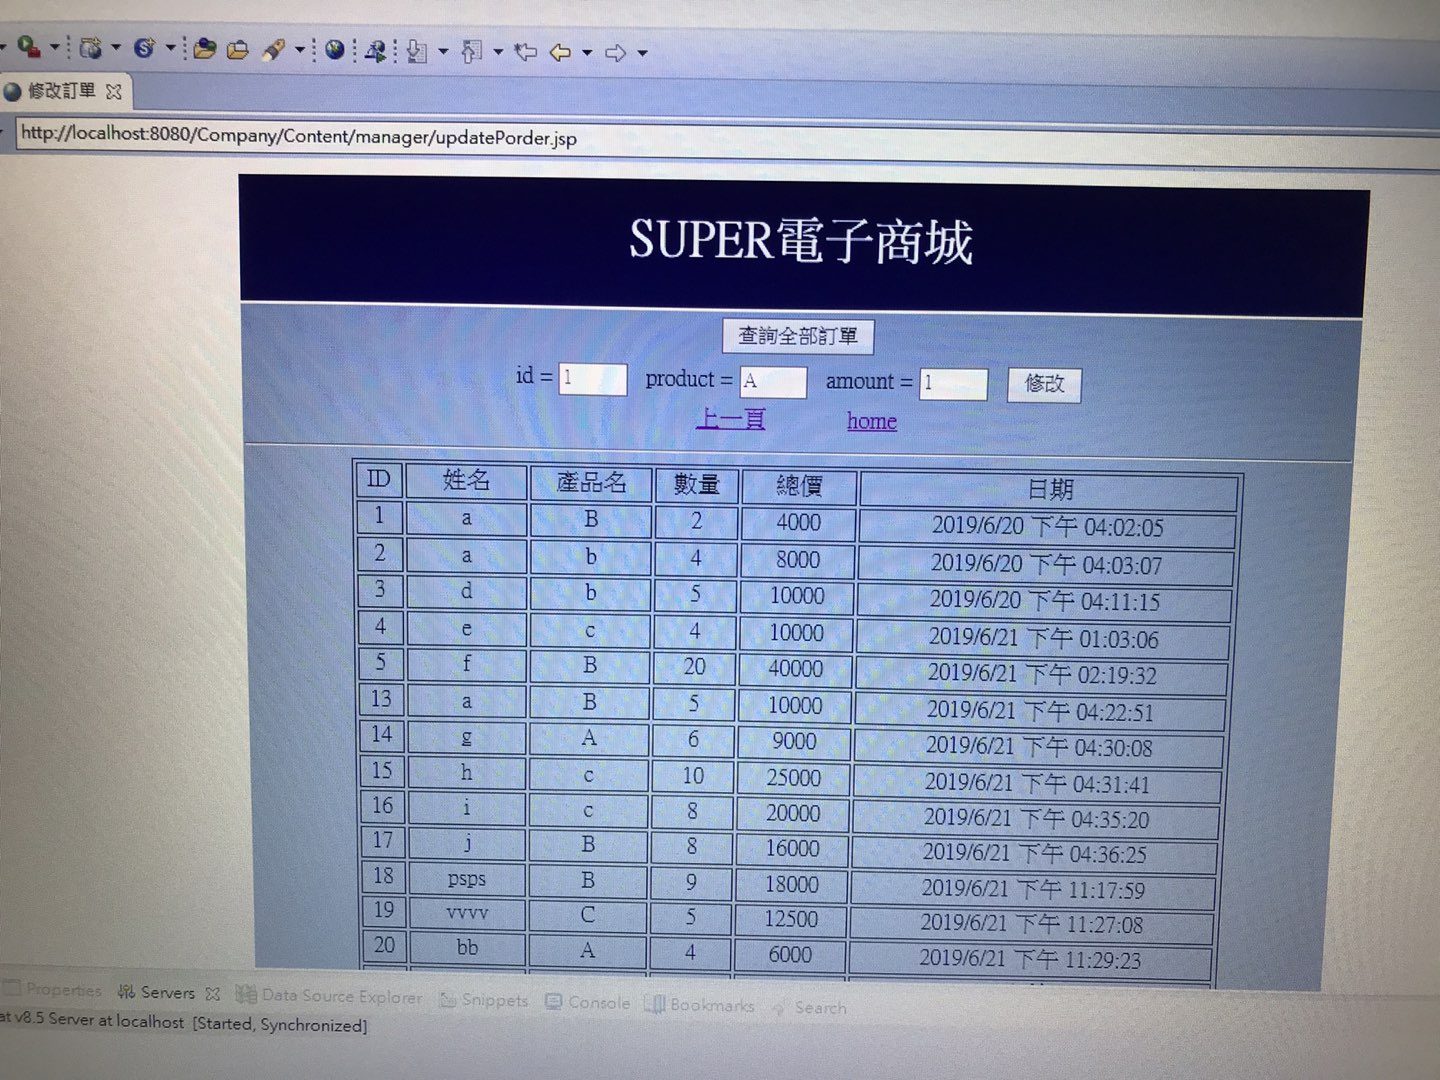 修改訂單
http://localhost:8080/Company/Content/manager/updatePorder.jsp
SUPER電子商城
查詢全部訂單
id = 1 product = A amount = 1 修改
上一頁 home
ID 姓名 產品名 數量 總價 日期
1 a B 2 4000 2019/6/20 下午 04:02:05
2 a b 4 8000 2019/6/20 下午 04:03:07
3 d b 5 10000 2019/6/20 下午 04:11:15
4 e c 4 10000 2019/6/21 下午 01:03:06
5 f B 20 40000 2019/6/21 下午 02:19:32
13 a B 5 10000 2019/6/21 下午 04:22:51
14 g A 6 9000 2019/6/21 下午 04:30:08
15 h c 10 25000 2019/6/21 下午 04:31:41
16 i c 8 20000 2019/6/21 下午 04:35:20
17 j B 8 16000 2019/6/21 下午 04:36:25
18 psps B 9 18000 2019/6/21 下午 11:17:59
19 vvvv C 5 12500 2019/6/21 下午 11:27:08
20 bb A 4 6000 2019/6/21 下午 11:29:23
Properties Servers Data Source Explorer Snippets Console Bookmarks Search
at v8.5 Server at localhost [Started, Synchronized]